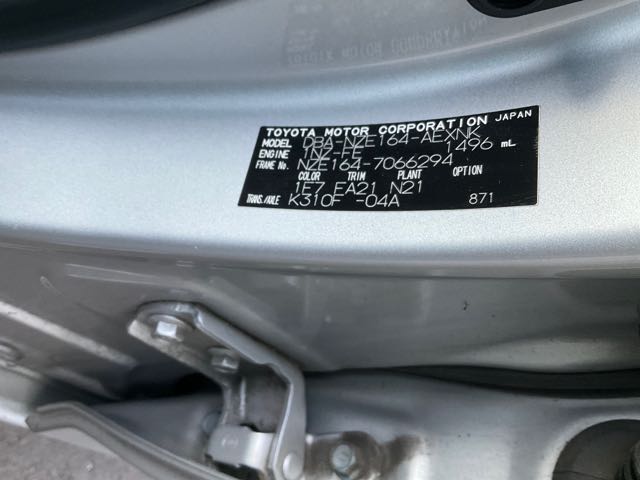 TOYOTA MOTOR CORPORATION JAPAN
MODEL DBA-NZE164-AEXNK
ENGINE 1NZ-FE 1496 mL
FRAME No. NZE164-7066294
COLOR TRIM PLANT OPTION
1E7 EA21 N21
TRANS./AXLE K310F -04A 871